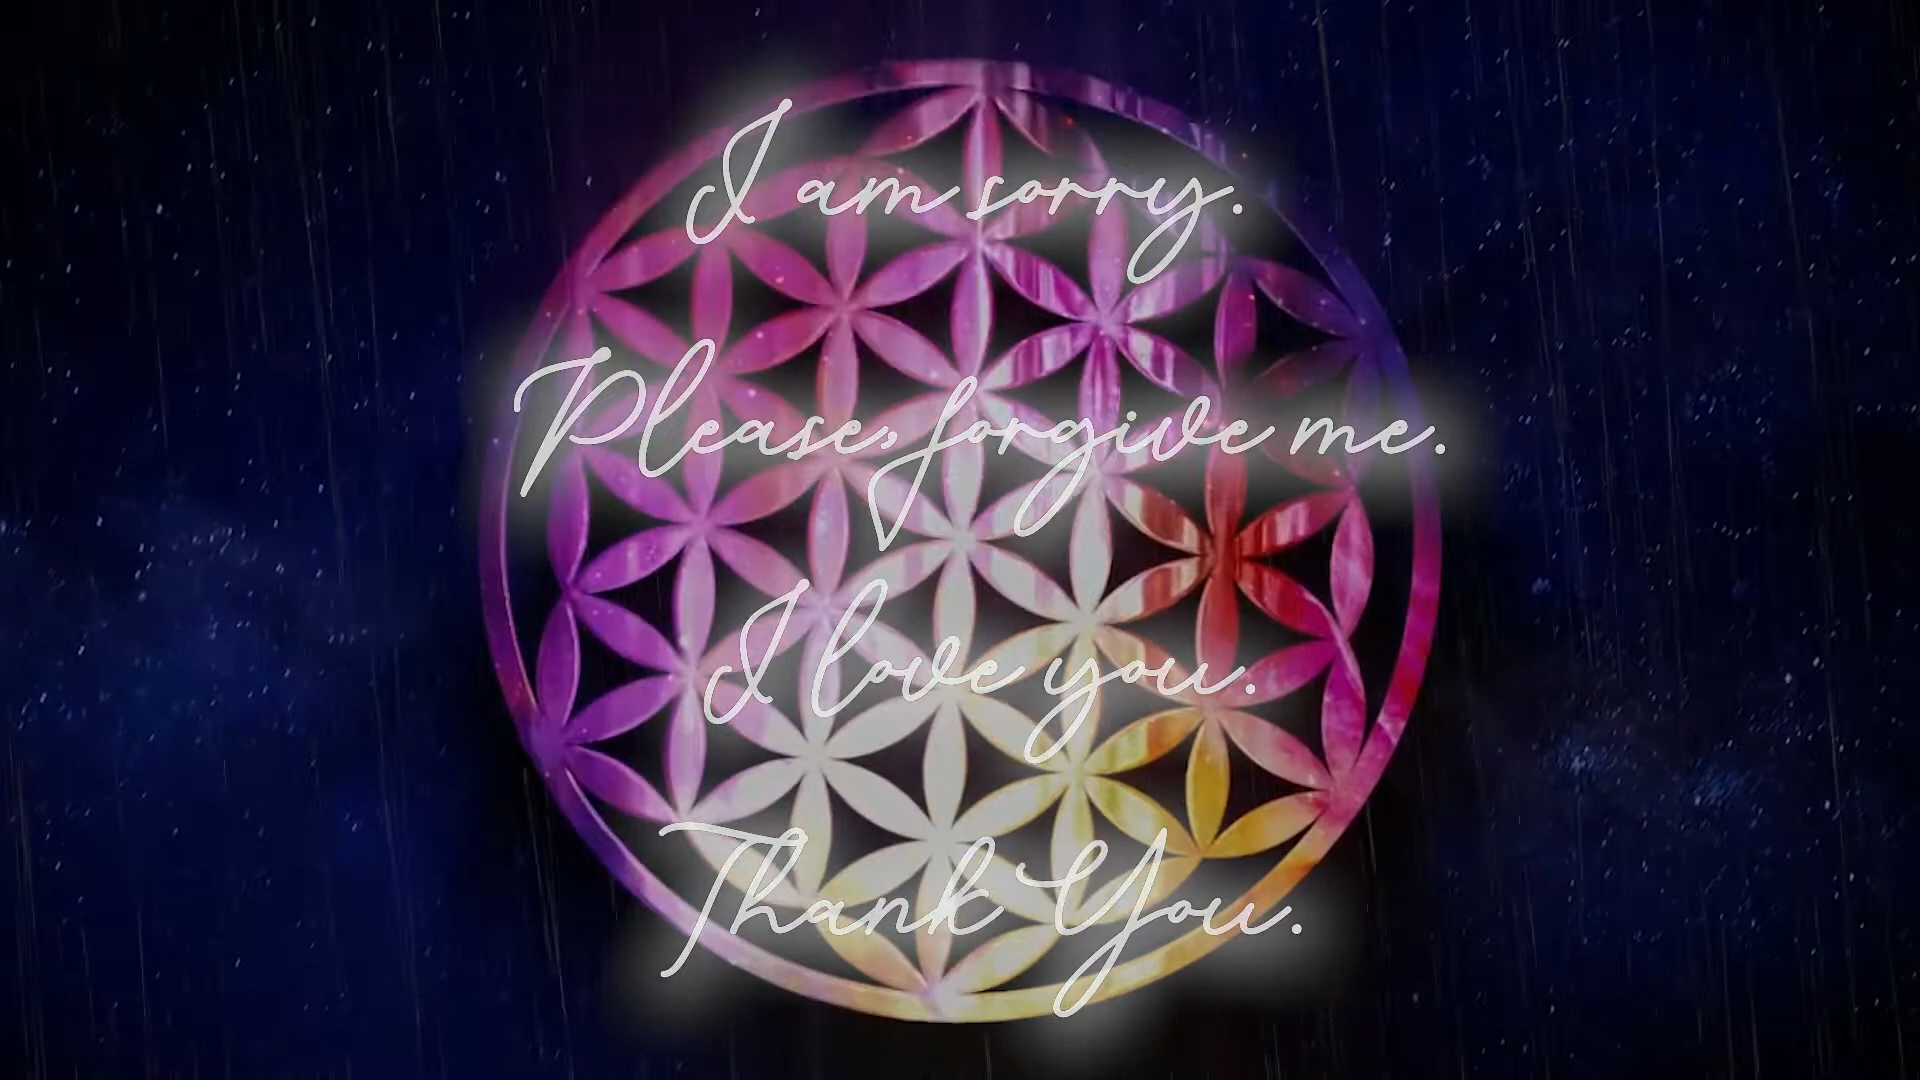 I am sorry.
Please, forgive me.
I love you.
Thank You.